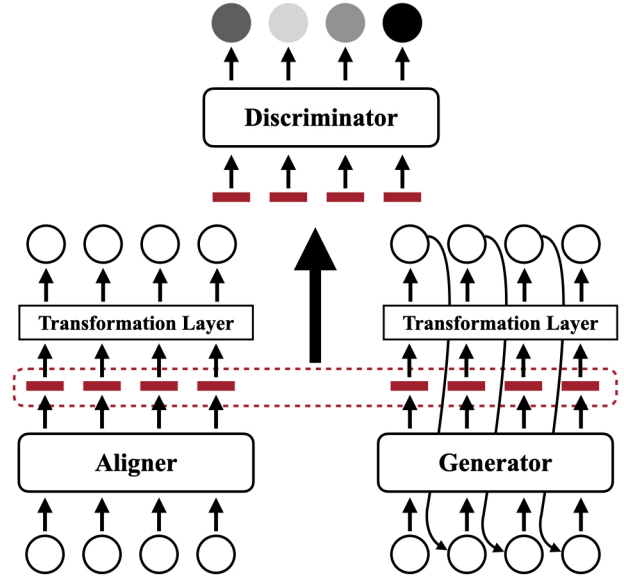 Discriminator
Transformation Layer
Transformation Layer
Aligner
Generator